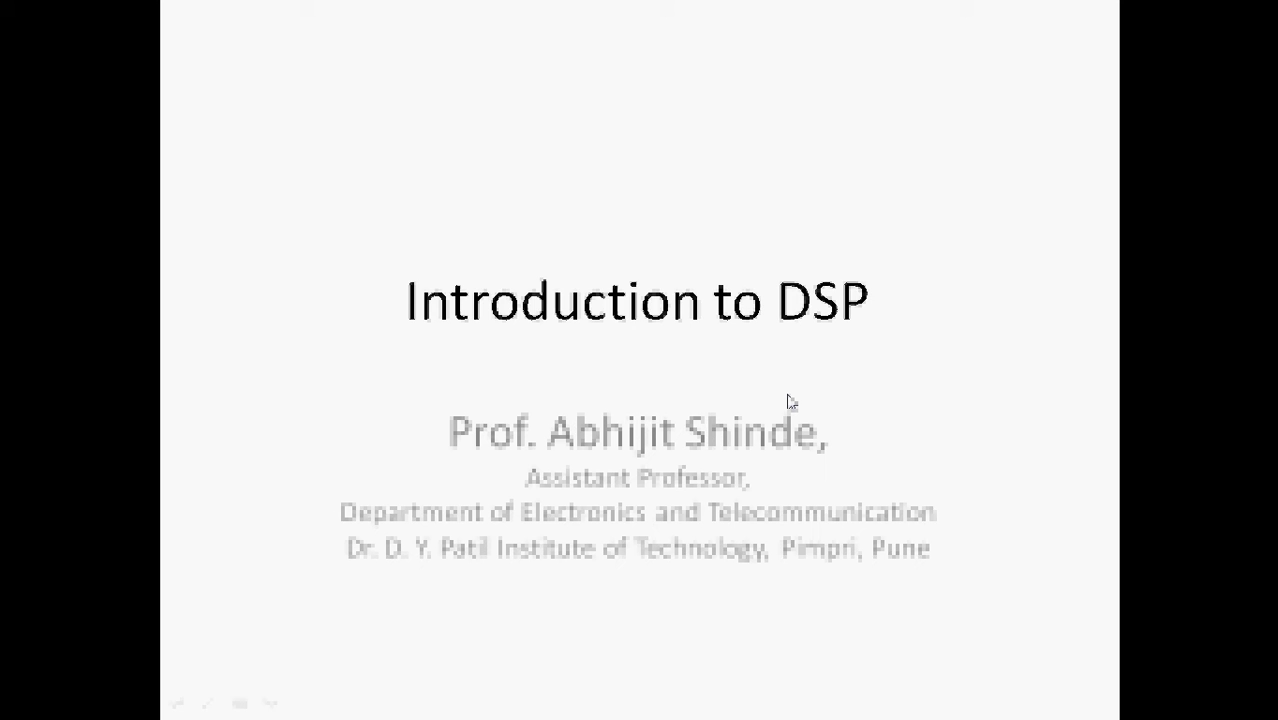 Introduction to DSP
Prof. Abhijit Shinde,
Assistant Professor,
Department of Electronics and Telecommunication
Dr. D. Y. Patil Institute of Technology, Pimpri, Pune